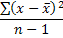 ∑(x - x̄)²
n - 1